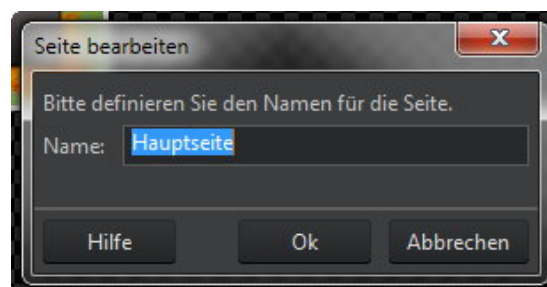 Seite bearbeiten
Bitte definieren Sie den Namen für die Seite.
Name: Hauptseite
Hilfe Ok Abbrechen